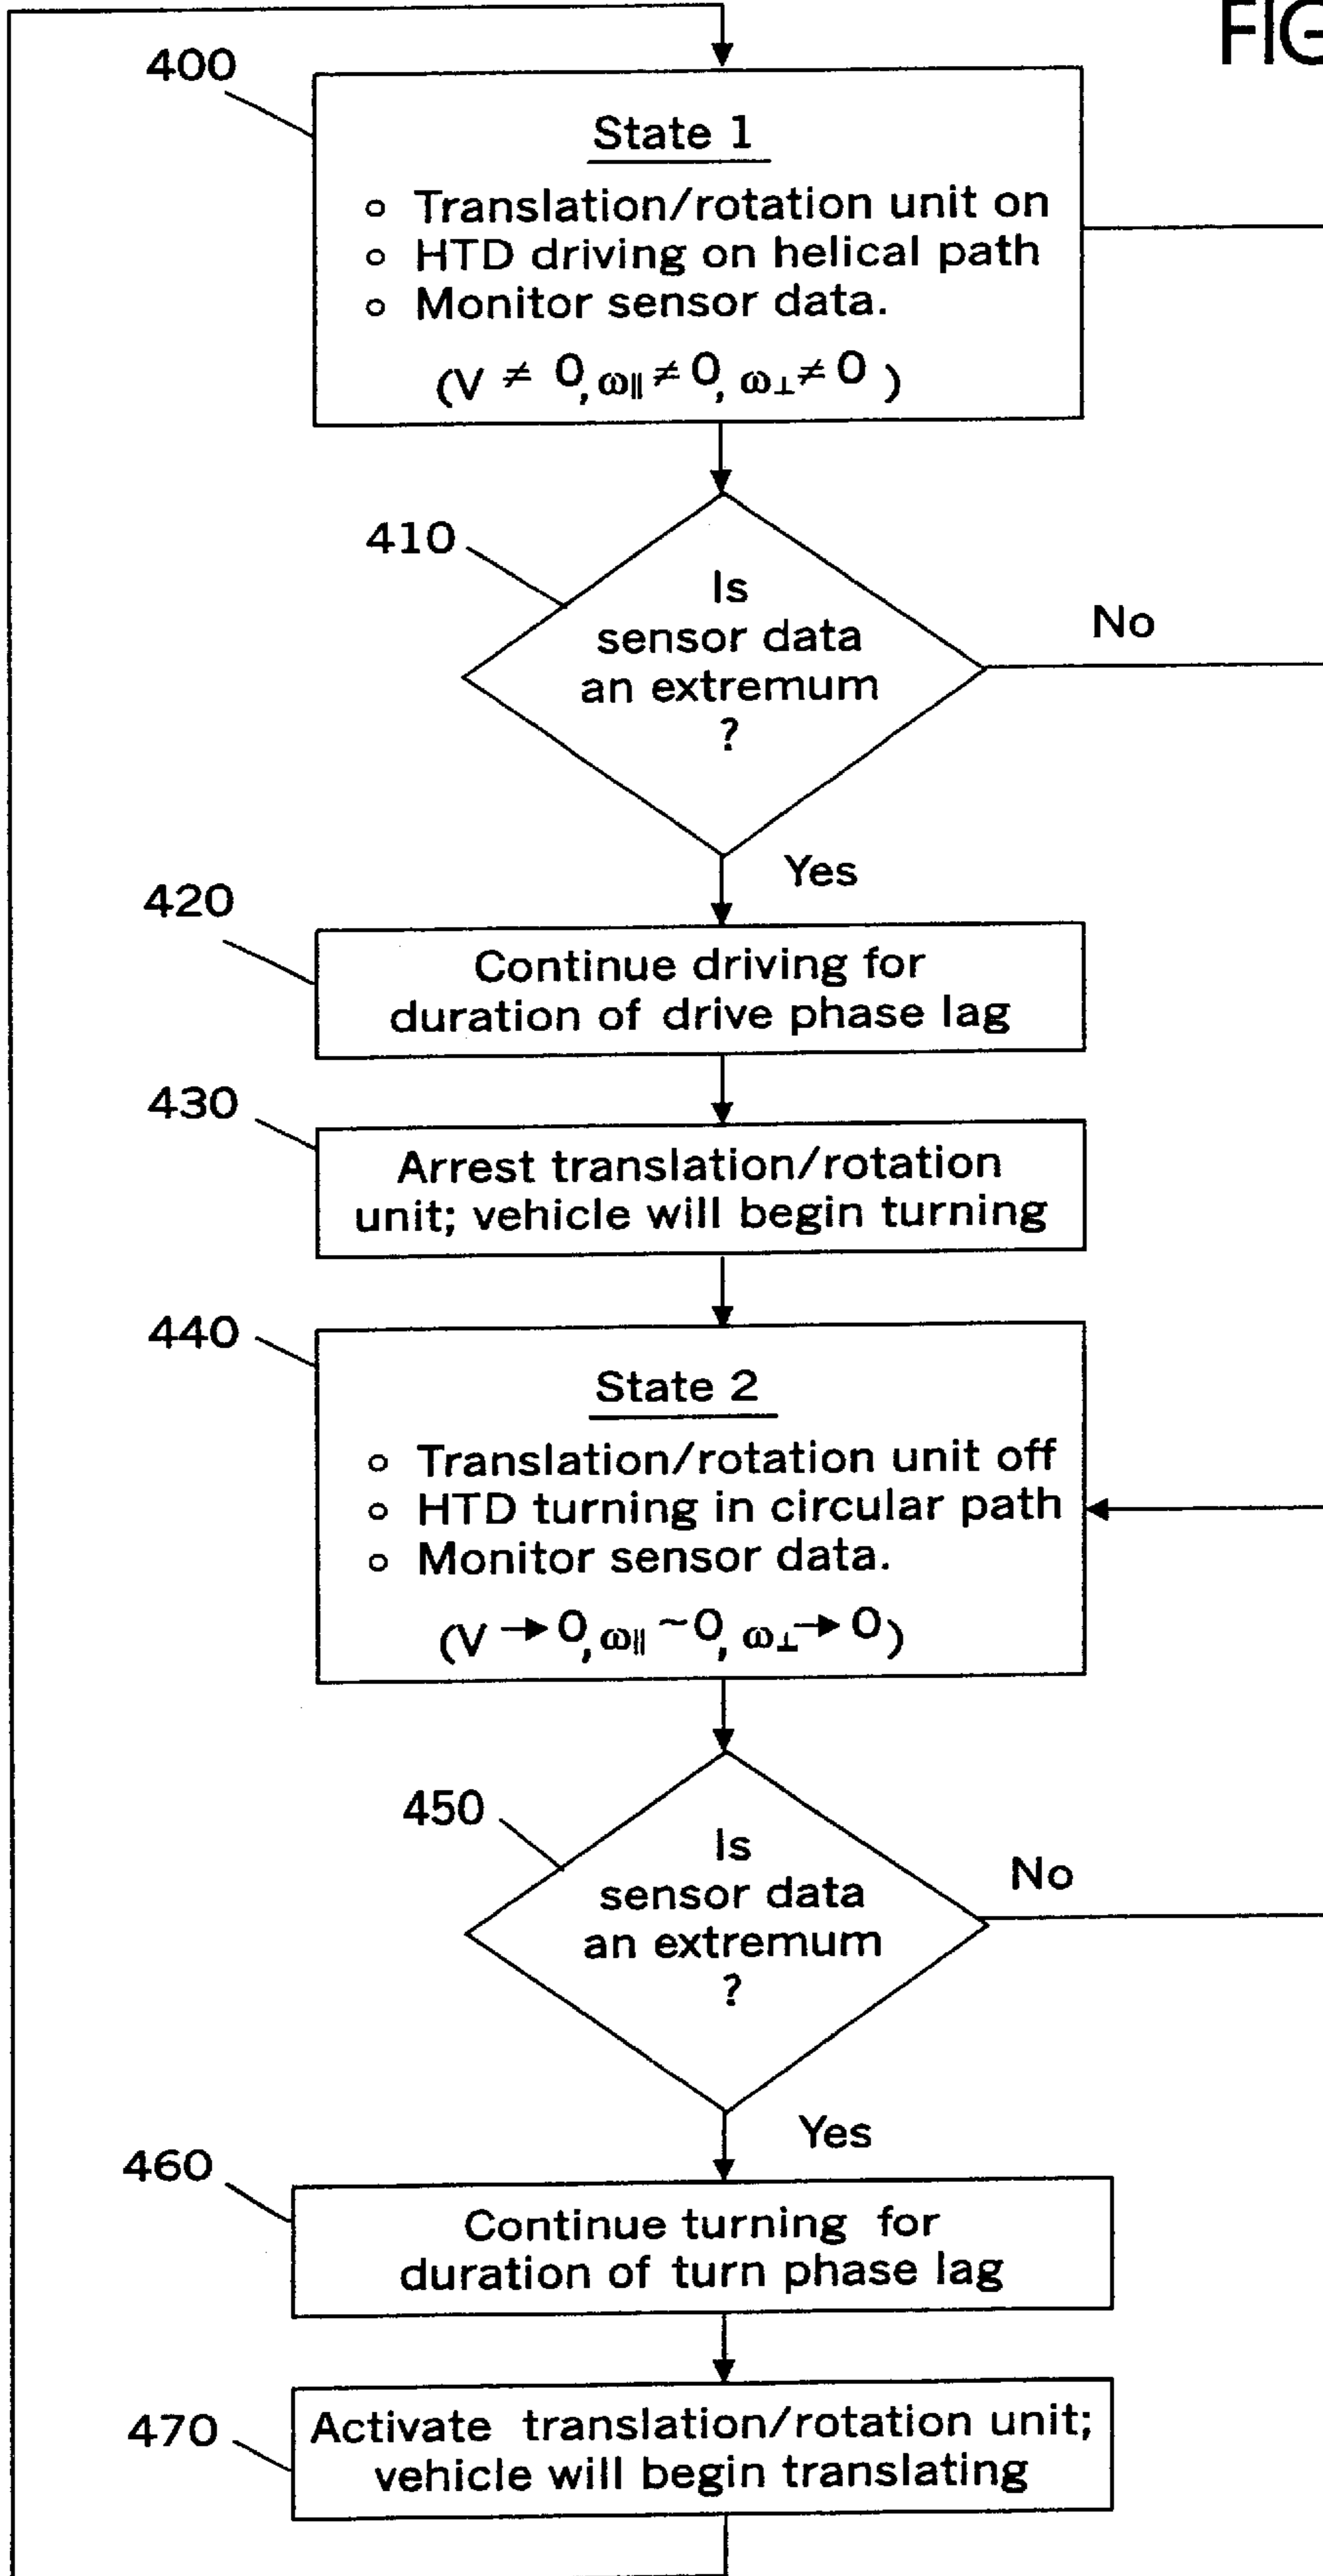 FIG
400
State 1
○ Translation/rotation unit on
○ HTD driving on helical path
○ Monitor sensor data.
(V ≠ 0, ω∥ ≠ 0, ω⊥ ≠ 0 )
410
Is
sensor data
an extremum
?
No
Yes
420
Continue driving for
duration of drive phase lag
430
Arrest translation/rotation
unit; vehicle will begin turning
440
State 2
○ Translation/rotation unit off
○ HTD turning in circular path
○ Monitor sensor data.
(V → 0, ω∥ ~0, ω⊥ → 0)
450
Is
sensor data
an extremum
?
No
Yes
460
Continue turning for
duration of turn phase lag
470
Activate translation/rotation unit;
vehicle will begin translating